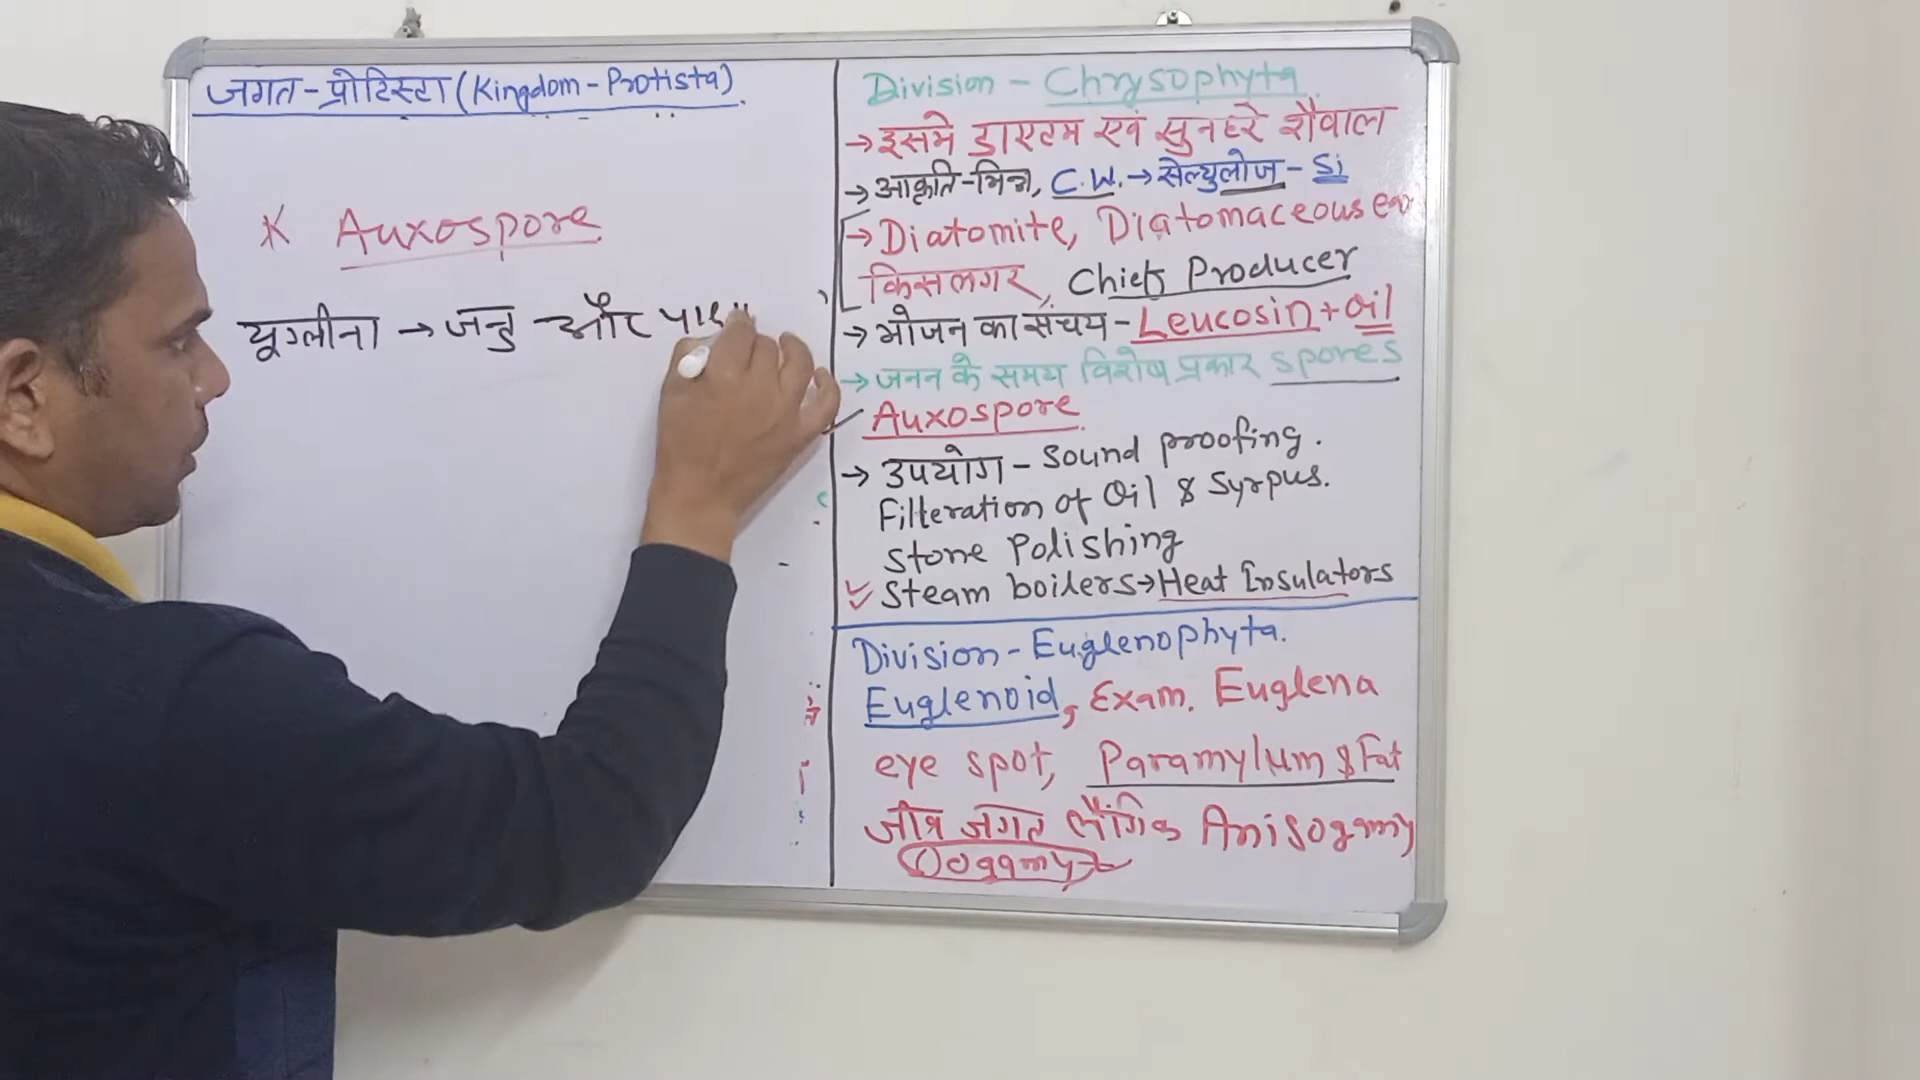 जगत-प्रोटिस्टा (Kingdom-Protista)
* Auxospore
यूग्लीना → जन्तु और
Division - Chrysophyta
→ इसमे डाएटम एवं सुनहरे शैवाल
→ आकृति-भिन्न, C.W. → सेल्युलोज - Si
→ Diatomite, Diatomaceous
किसलगर, Chief Producer
→ भोजन का संचय - Leucosin + oil
→ जनन के समय विशेष प्रकार spores
Auxospore
→ उपयोग - Sound proofing.
Filteration of Oil & Syrpus.
Stone Polishing
Steam boilers → Heat Insulators
Division - Euglenophyta.
Euglenoid, Exam. Euglena
eye spot, Paramylum & Fat
जीव जगत लैंगिक Anisogamy
Oogamy